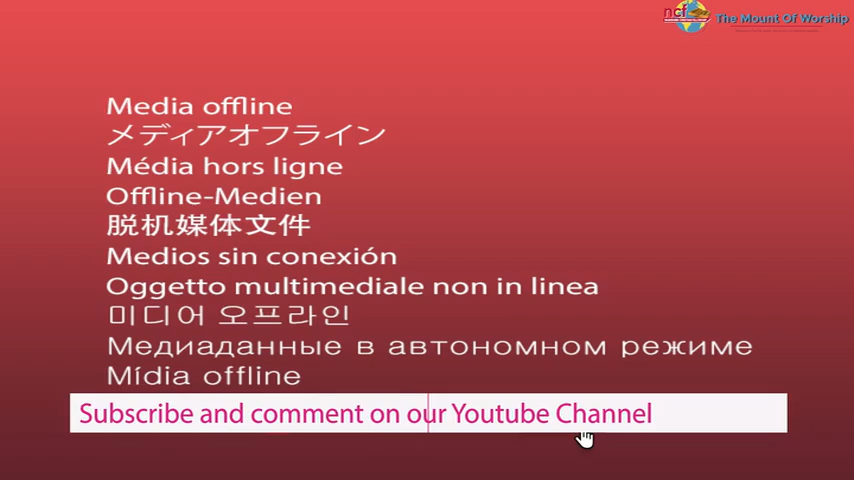 ncf
The Mount Of Worship
Media offline
メディアオフライン
Média hors ligne
Offline-Medien
脱机媒体文件
Medios sin conexión
Oggetto multimediale non in linea
미디어 오프라인
Медиаданные в автономном режиме
Mídia offline
Subscribe and comment on our Youtube Channel